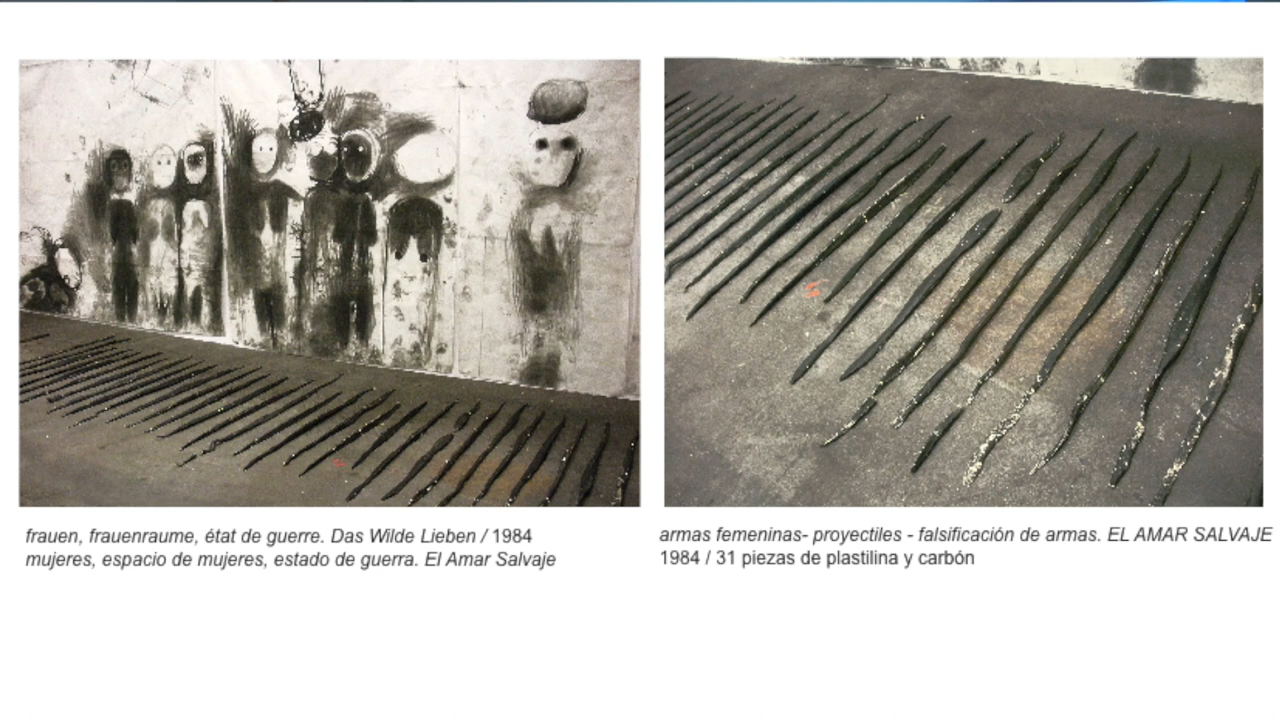 frauen, frauenraume, état de guerre. Das Wilde Lieben / 1984
mujeres, espacio de mujeres, estado de guerra. El Amar Salvaje
armas femeninas- proyectiles - falsificación de armas. EL AMAR SALVAJE
1984 / 31 piezas de plastilina y carbón